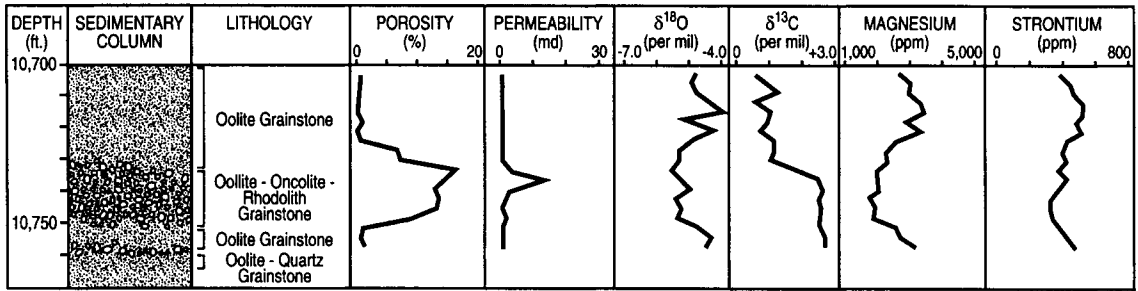 DEPTH (ft.)
SEDIMENTARY COLUMN
LITHOLOGY
POROSITY (%)
0 20
PERMEABILITY (md)
0 30
δ18O (per mil)
-7.0 -4.0
δ13C (per mil)
0 +3.0
MAGNESIUM (ppm)
1,000 5,000
STRONTIUM (ppm)
0 800
10,700
Oolite Grainstone
Oollite - Oncolite -
Rhodolith
Grainstone
10,750
Oolite Grainstone
Oolite - Quartz
Grainstone